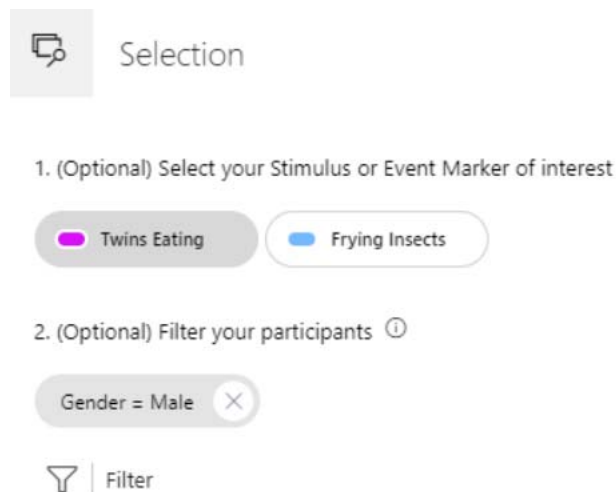 Selection
1. (Optional) Select your Stimulus or Event Marker of interest
Twins Eating Frying Insects
2. (Optional) Filter your participants
Gender = Male
Filter